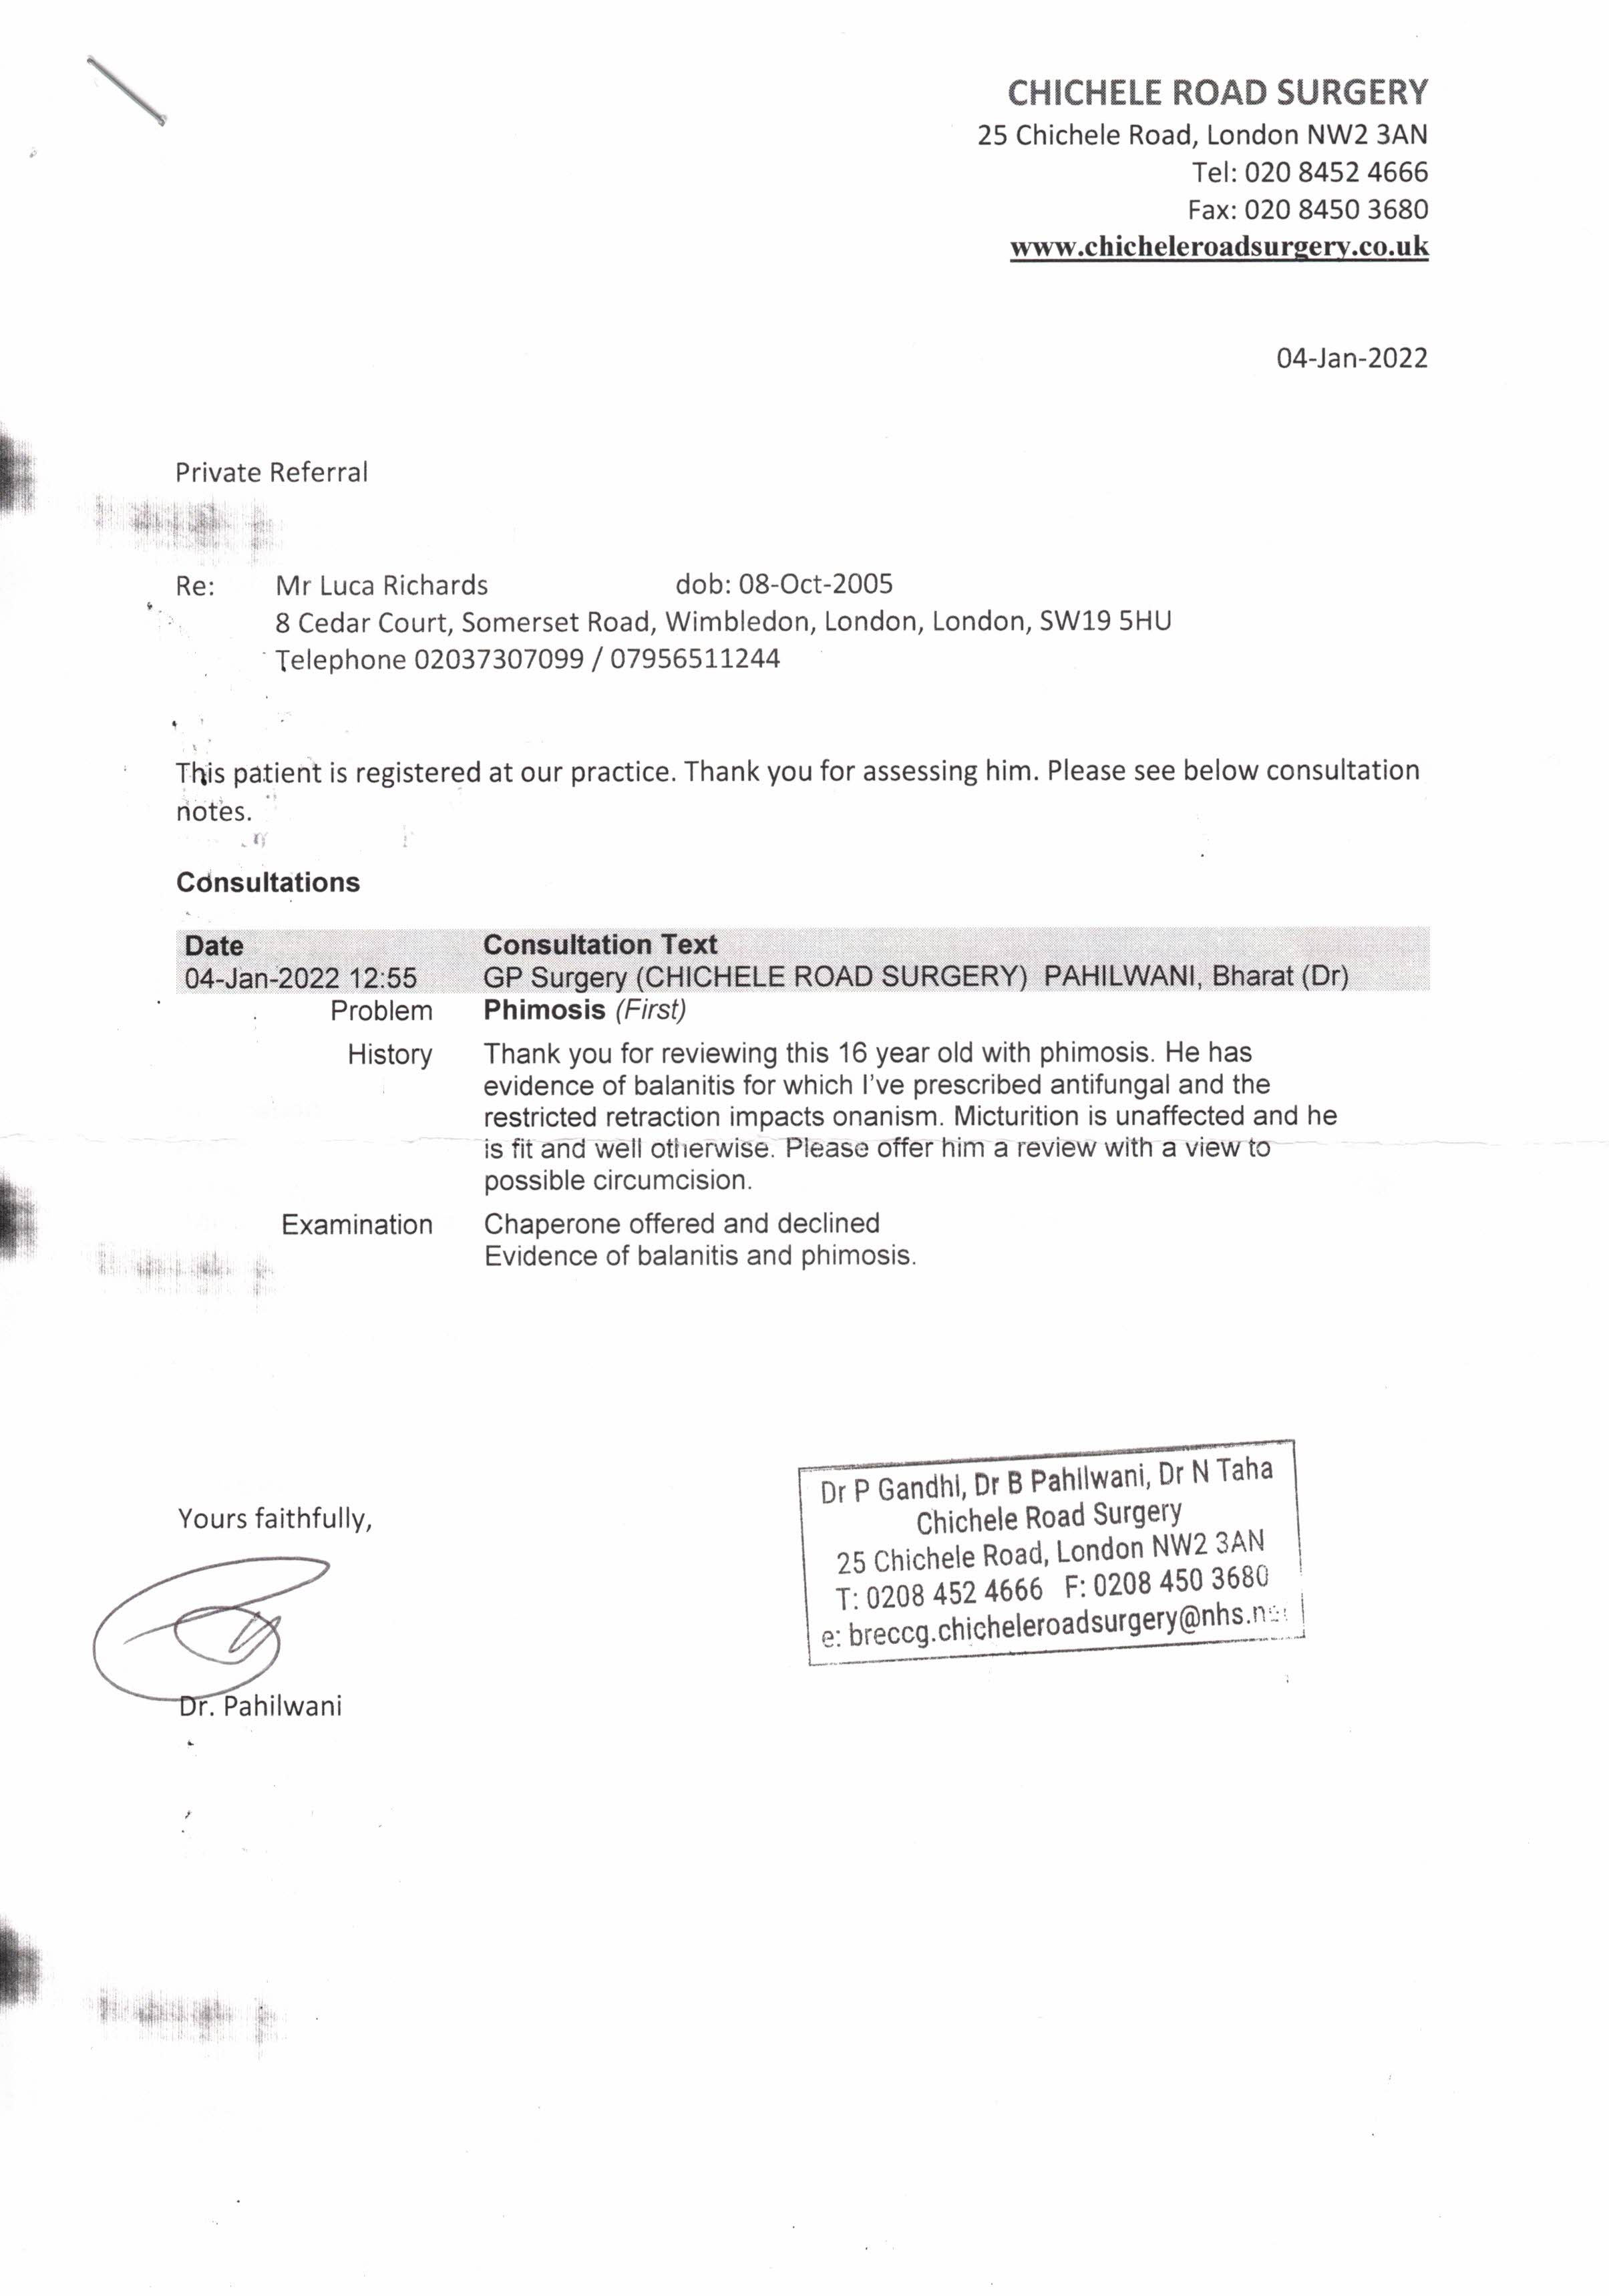 CHICHELE ROAD SURGERY
25 Chichele Road, London NW2 3AN
Tel: 020 8452 4666
Fax: 020 8450 3680
www.chicheleroadsurgery.co.uk
04-Jan-2022
Private Referral
Re: Mr Luca Richards dob: 08-Oct-2005
8 Cedar Court, Somerset Road, Wimbledon, London, London, SW19 5HU
Telephone 02037307099 / 07956511244
This patient is registered at our practice. Thank you for assessing him. Please see below consultation
notes.
Consultations
Date Consultation Text
04-Jan-2022 12:55 GP Surgery (CHICHELE ROAD SURGERY) PAHILWANI, Bharat (Dr)
Problem Phimosis (First)
History Thank you for reviewing this 16 year old with phimosis. He has
evidence of balanitis for which I've prescribed antifungal and the
restricted retraction impacts onanism. Micturition is unaffected and he
is fit and well otherwise. Please offer him a review with a view to
possible circumcision.
Examination Chaperone offered and declined
Evidence of balanitis and phimosis.
Yours faithfully,
Dr. Pahilwani
Dr P Gandhi, Dr B Pahilwani, Dr N Taha
Chichele Road Surgery
25 Chichele Road, London NW2 3AN
T: 0208 452 4666 F: 0208 450 3680
e: breccg.chicheleroadsurgery@nhs.net